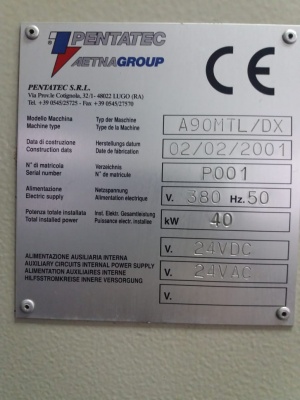 PENTATEC
AETNAGROUP
CE
PENTATEC S.R.L.
Via Prov.le Cotignola, 32/1- 48022 LUGO (RA)
Tel. +39 0545/25725 - Fax +39 0545/27570
Modello Macchina Typ der Maschine A90MTL/DX
Machine type Type de la Machine
Data di costruzione Herstellungs datum 02/02/2001
Construction data Date de fabrication
N° di matricola Verzeichnis P001
Serial number N° de matricule
Alimentazione Netzspannung V. 380 Hz. 50
Electric supply Alimentation electrique
Potenza totale installata Inst. Elektr. Gesamtleistung kW 40
Total installed power Puissance électr. installee
V. 24VDC
ALIMENTAZIONE AUSILIARIA INTERNA
AUXILIARY CIRCUITS INTERNAL POWER SUPPLY V. 24VAC
ALIMENTATION AUXILIAIRES INTERNE
HILFSSTROMKREISE INNERE VERSORGUNG V.